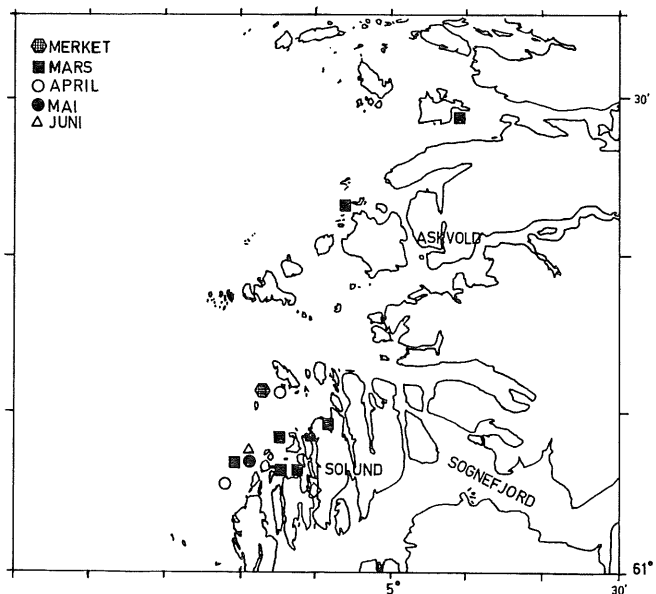 MERKET
MARS
APRIL
MAI
JUNI
30'
ASKVOLD
SOLUND
SOGNEFJORD
5°
30'
61°